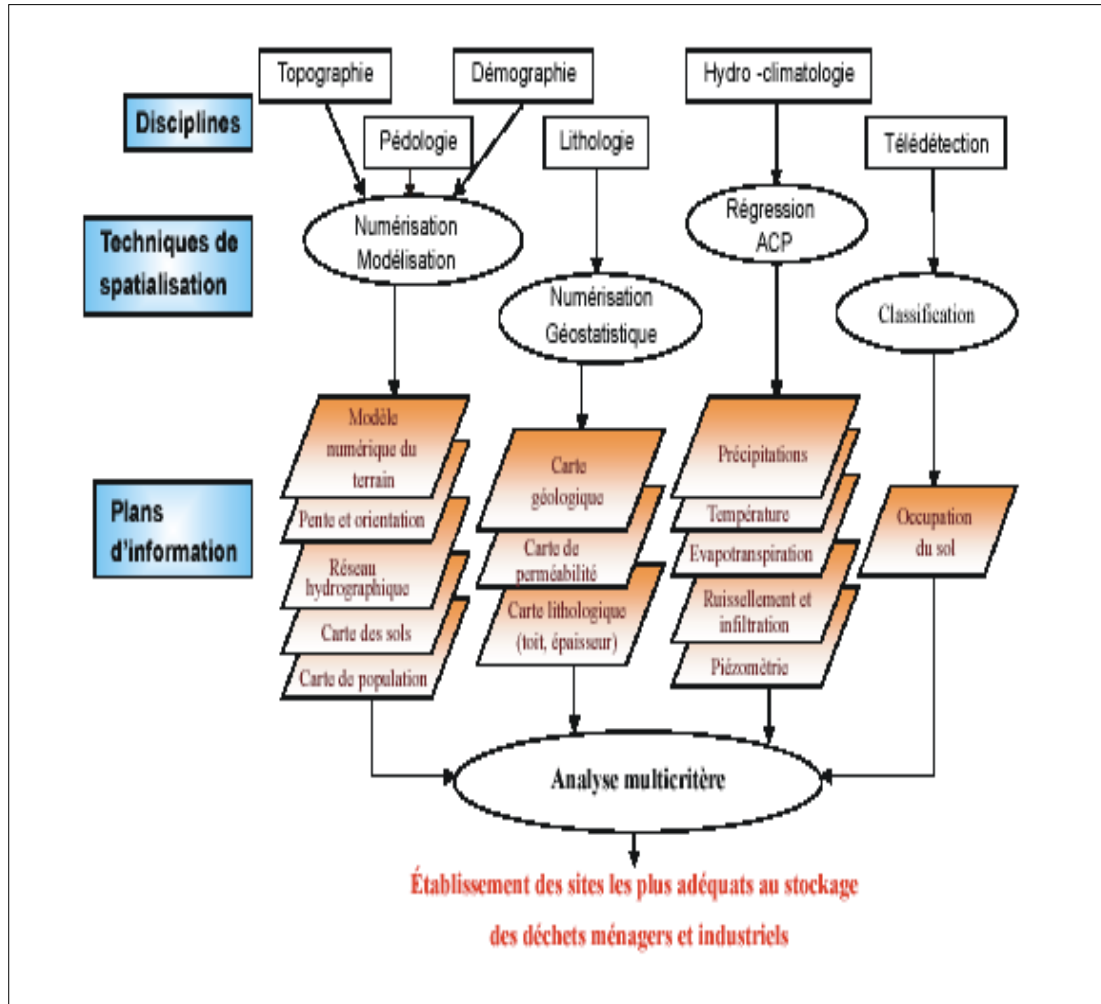 Topographie
Démographie
Hydro -climatologie
Disciplines
Pédologie
Lithologie
Télédétection
Techniques de
spatialisation
Numérisation
Modélisation
Régression
ACP
Numérisation
Géostatistique
Classification
Plans
d'information
Modèle
numérique du
terrain
Pente et orientation
Réseau
hydrographique
Carte des sols
Carte de population
Carte
géologique
Carte de
perméabilité
Carte lithologique
(toit, épaisseur)
Précipitations
Température
Evapotranspiration
Ruissellement et
infiltration
Piézomètrie
Occupation
du sol
Analyse multicritère
Établissement des sites les plus adéquats au stockage
des déchets ménagers et industriels